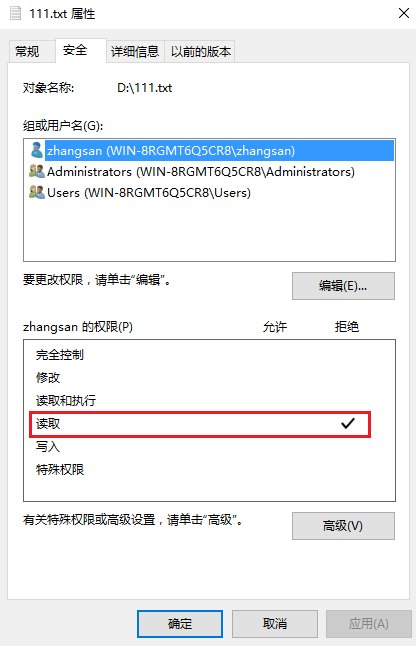 111.txt 属性
常规 安全 详细信息 以前的版本
对象名称: D:\111.txt
组或用户名(G):
zhangsan (WIN-8RGMT6Q5CR8\zhangsan)
Administrators (WIN-8RGMT6Q5CR8\Administrators)
Users (WIN-8RGMT6Q5CR8\Users)
要更改权限，请单击"编辑"。 编辑(E)...
zhangsan 的权限(P) 允许 拒绝
完全控制
修改
读取和执行
读取
写入
特殊权限
有关特殊权限或高级设置，请单击"高级"。 高级(V)
确定 取消 应用(A)